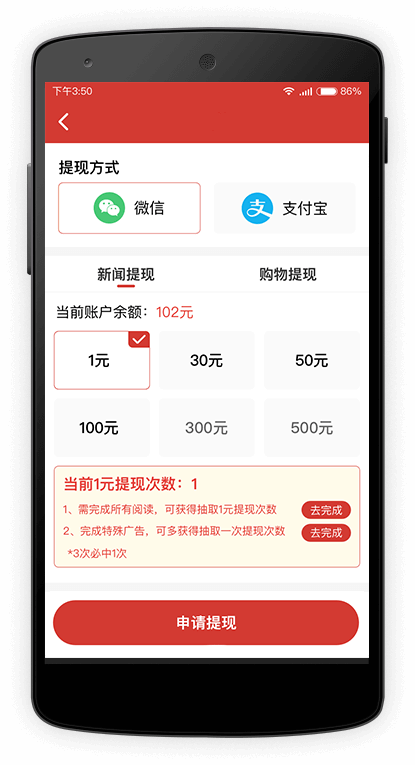 下午3:50 86%
提现方式
微信 支付宝
新闻提现 购物提现
当前账户余额：102元
1元 30元 50元
100元 300元 500元
当前1元提现次数：1
1、需完成所有阅读，可获得抽取1元提现次数 去完成
2、完成特殊广告，可多获得抽取一次提现次数 去完成
*3次必中1次
申请提现